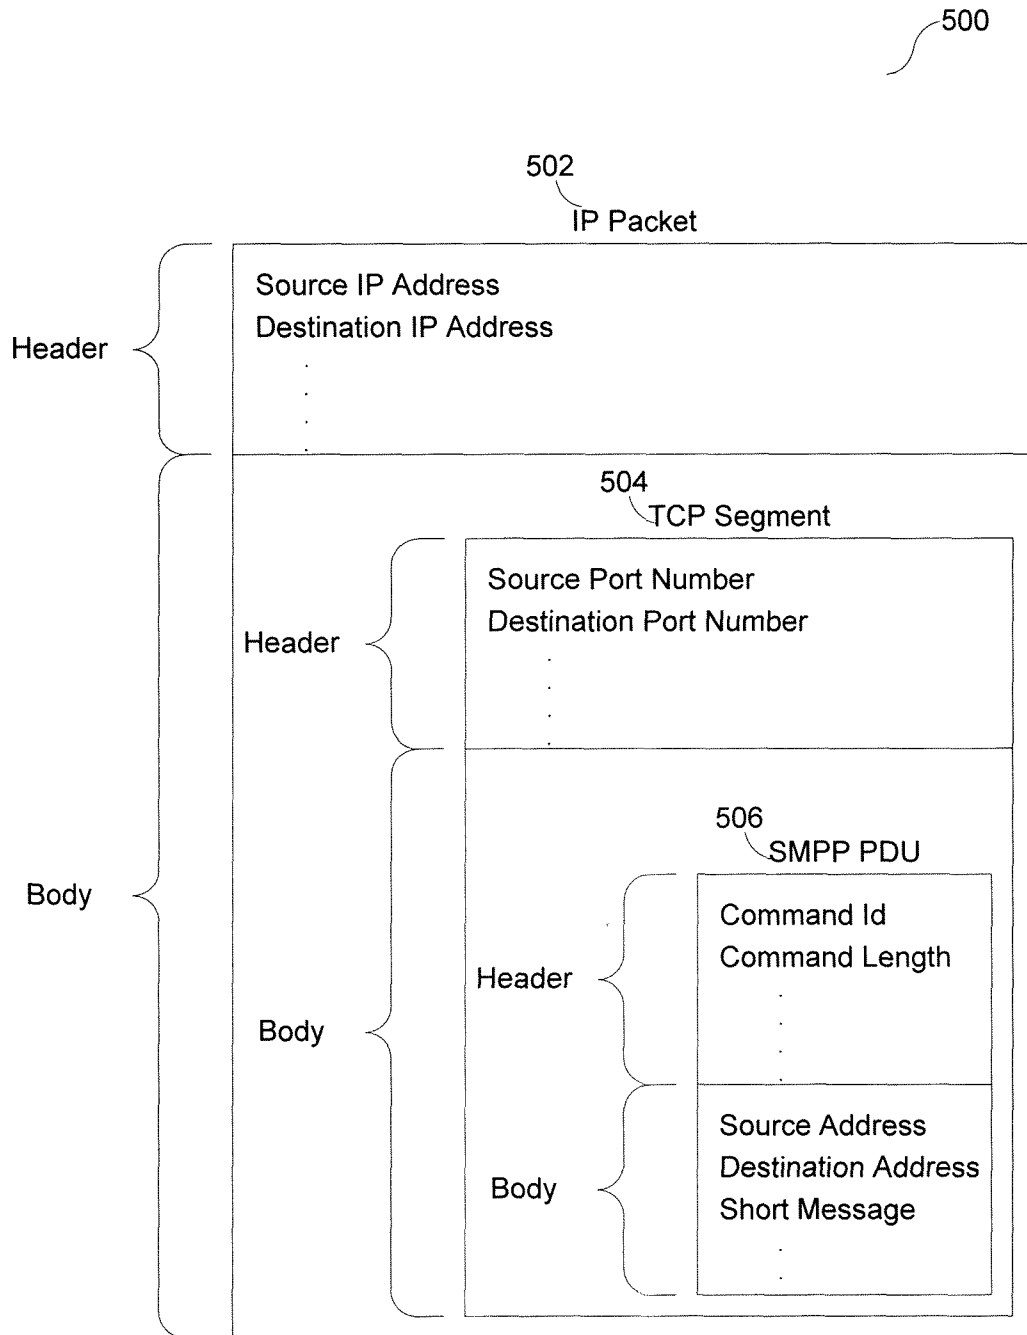 500
502
IP Packet
Source IP Address
Destination IP Address
Header
504
TCP Segment
Source Port Number
Destination Port Number
Header
506
SMPP PDU
Command Id
Command Length
Header
Body
Body
Source Address
Destination Address
Short Message
Body